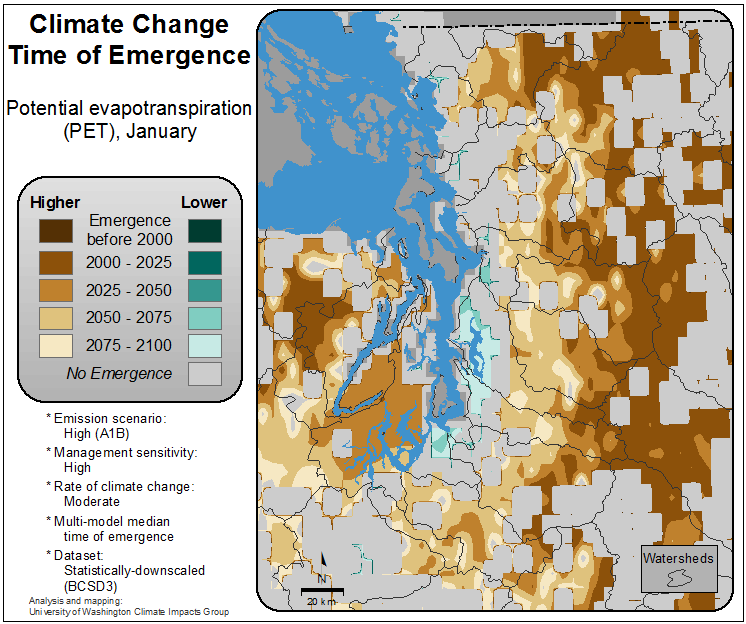 Climate Change
Time of Emergence
Potential evapotranspiration
(PET), January
Higher Lower
Emergence
before 2000
2000 - 2025
2025 - 2050
2050 - 2075
2075 - 2100
No Emergence
* Emission scenario:
High (A1B)
* Management sensitivity:
High
* Rate of climate change:
Moderate
* Multi-model median
time of emergence
* Dataset:
Statistically-downscaled
(BCSD3)
Analysis and mapping:
University of Washington Climate Impacts Group
N
20 km
Watersheds